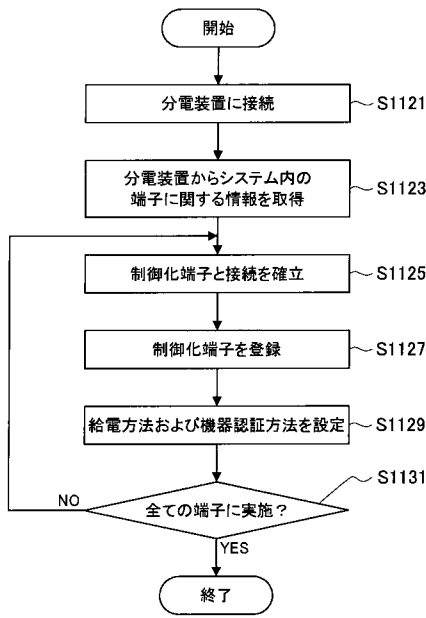 開始
分電装置に接続
S1121
分電装置からシステム内の
端子に関する情報を取得
S1123
制御化端子と接続を確立
S1125
制御化端子を登録
S1127
給電方法および機器認証方法を設定
S1129
S1131
全ての端子に実施?
NO
YES
終了